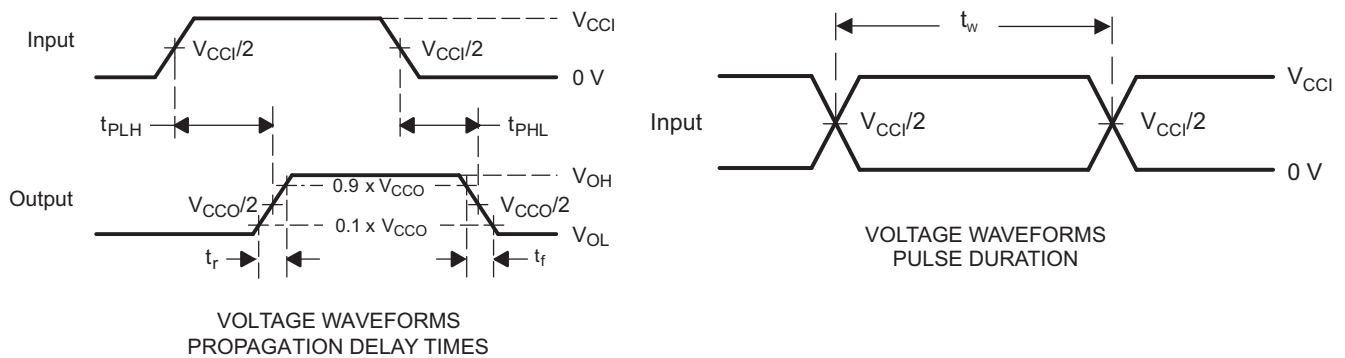 Input
V_CCI/2
V_CCI/2
V_CCI
0 V
t_PLH
t_PHL
Output
V_CCO/2
0.9 x V_CCO
0.1 x V_CCO
V_CCO/2
V_OH
V_OL
t_r
t_f
VOLTAGE WAVEFORMS
PROPAGATION DELAY TIMES
t_w
Input
V_CCI/2
V_CCI/2
V_CCI
0 V
VOLTAGE WAVEFORMS
PULSE DURATION